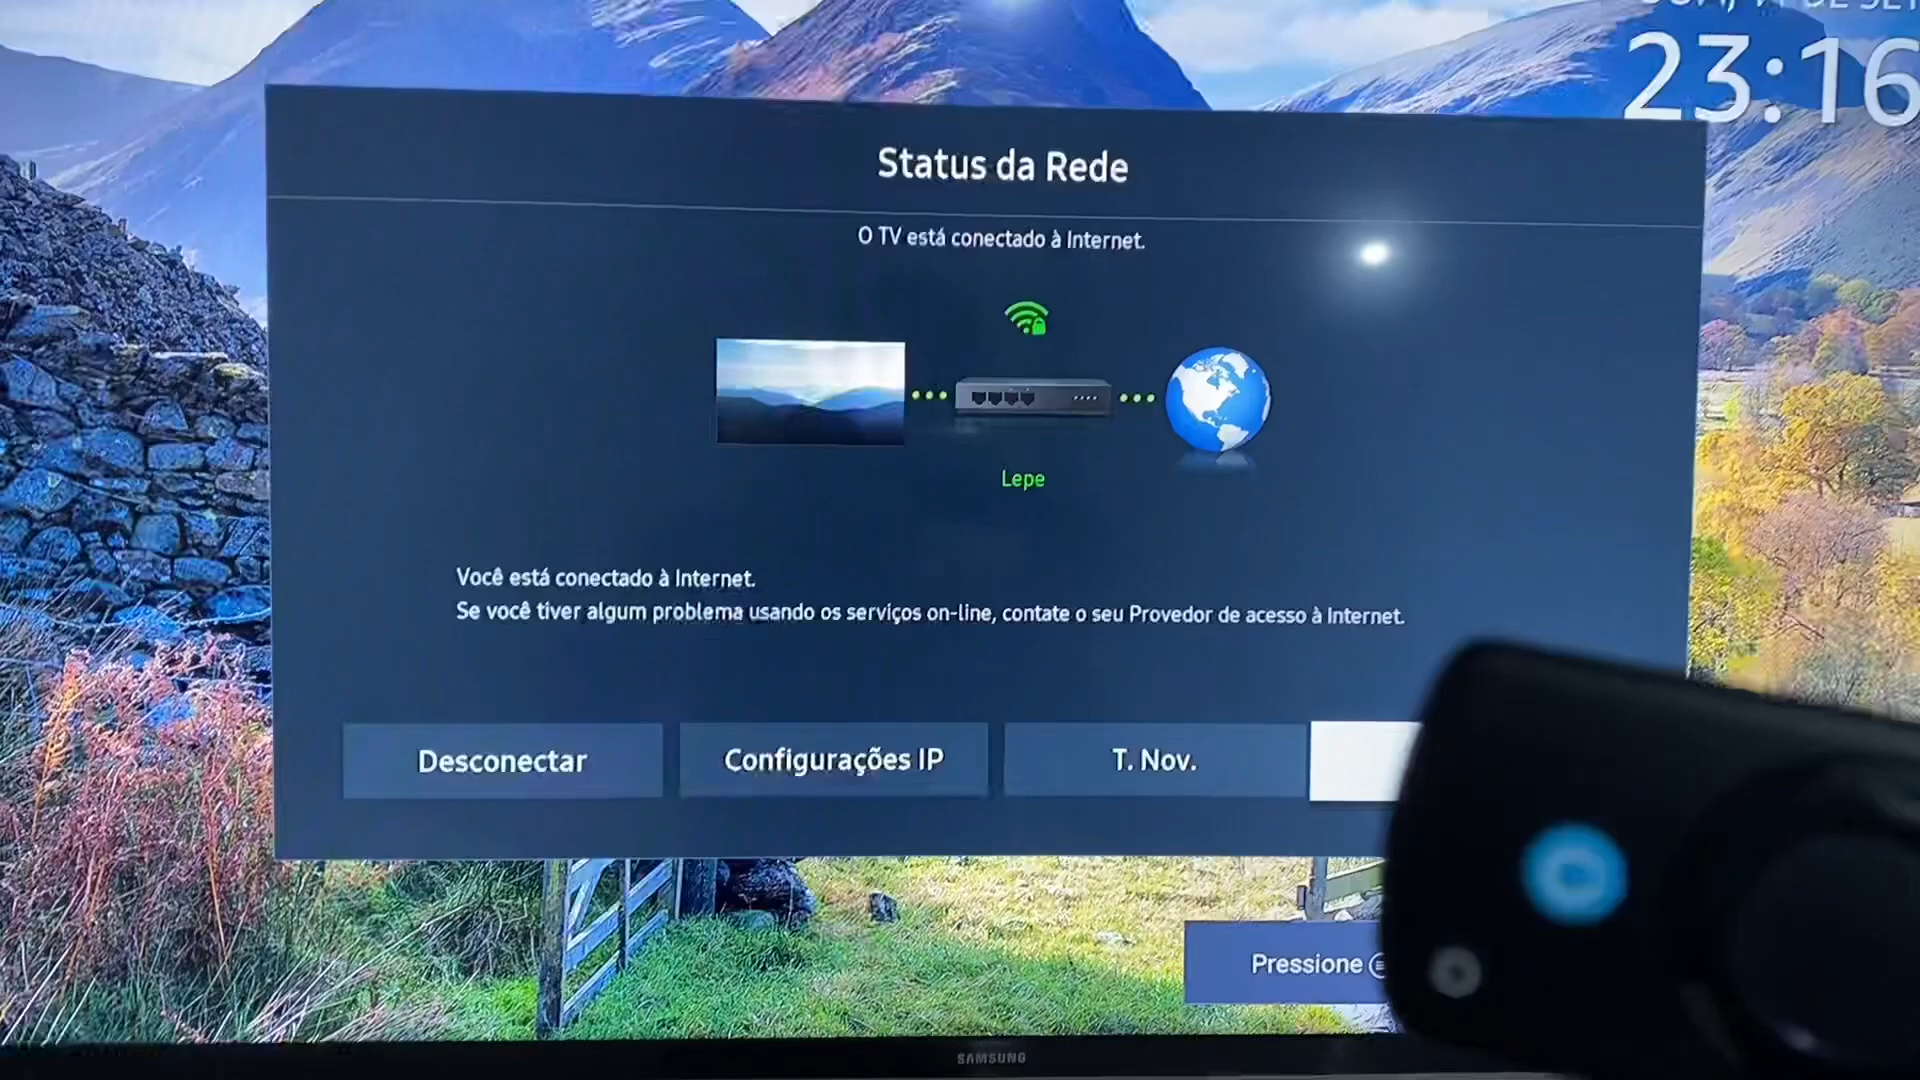 23:16
Status da Rede
O TV está conectado à Internet.
Lepe
Você está conectado à Internet.
Se você tiver algum problema usando os serviços on-line, contate o seu Provedor de acesso à Internet.
Desconectar
Configurações IP
T. Nov.
Pressione
SAMSUNG